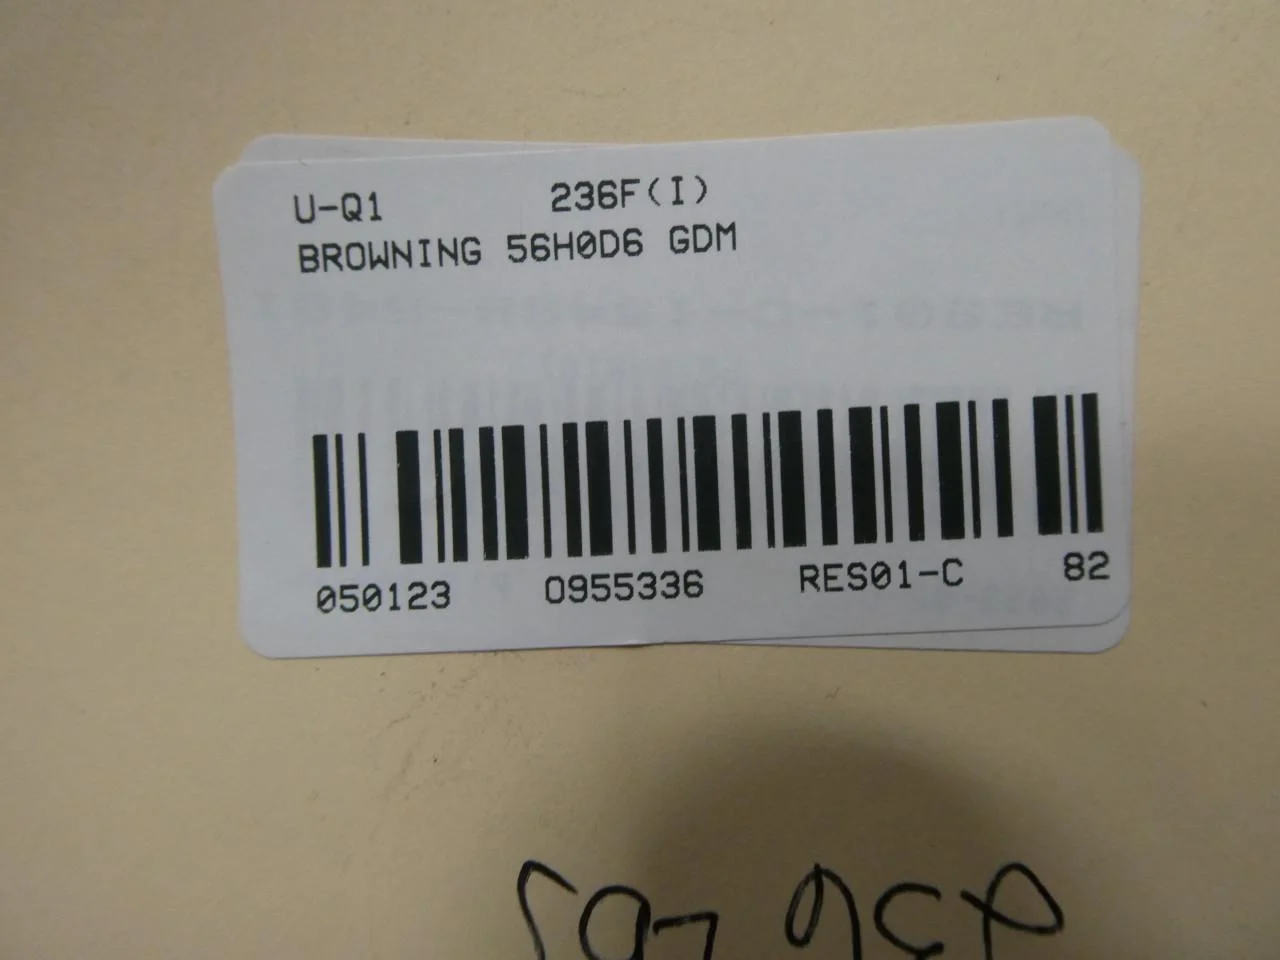 U-Q1 236F(I)
BROWNING 56H0D6 GDM
050123 0955336 RES01-C 82